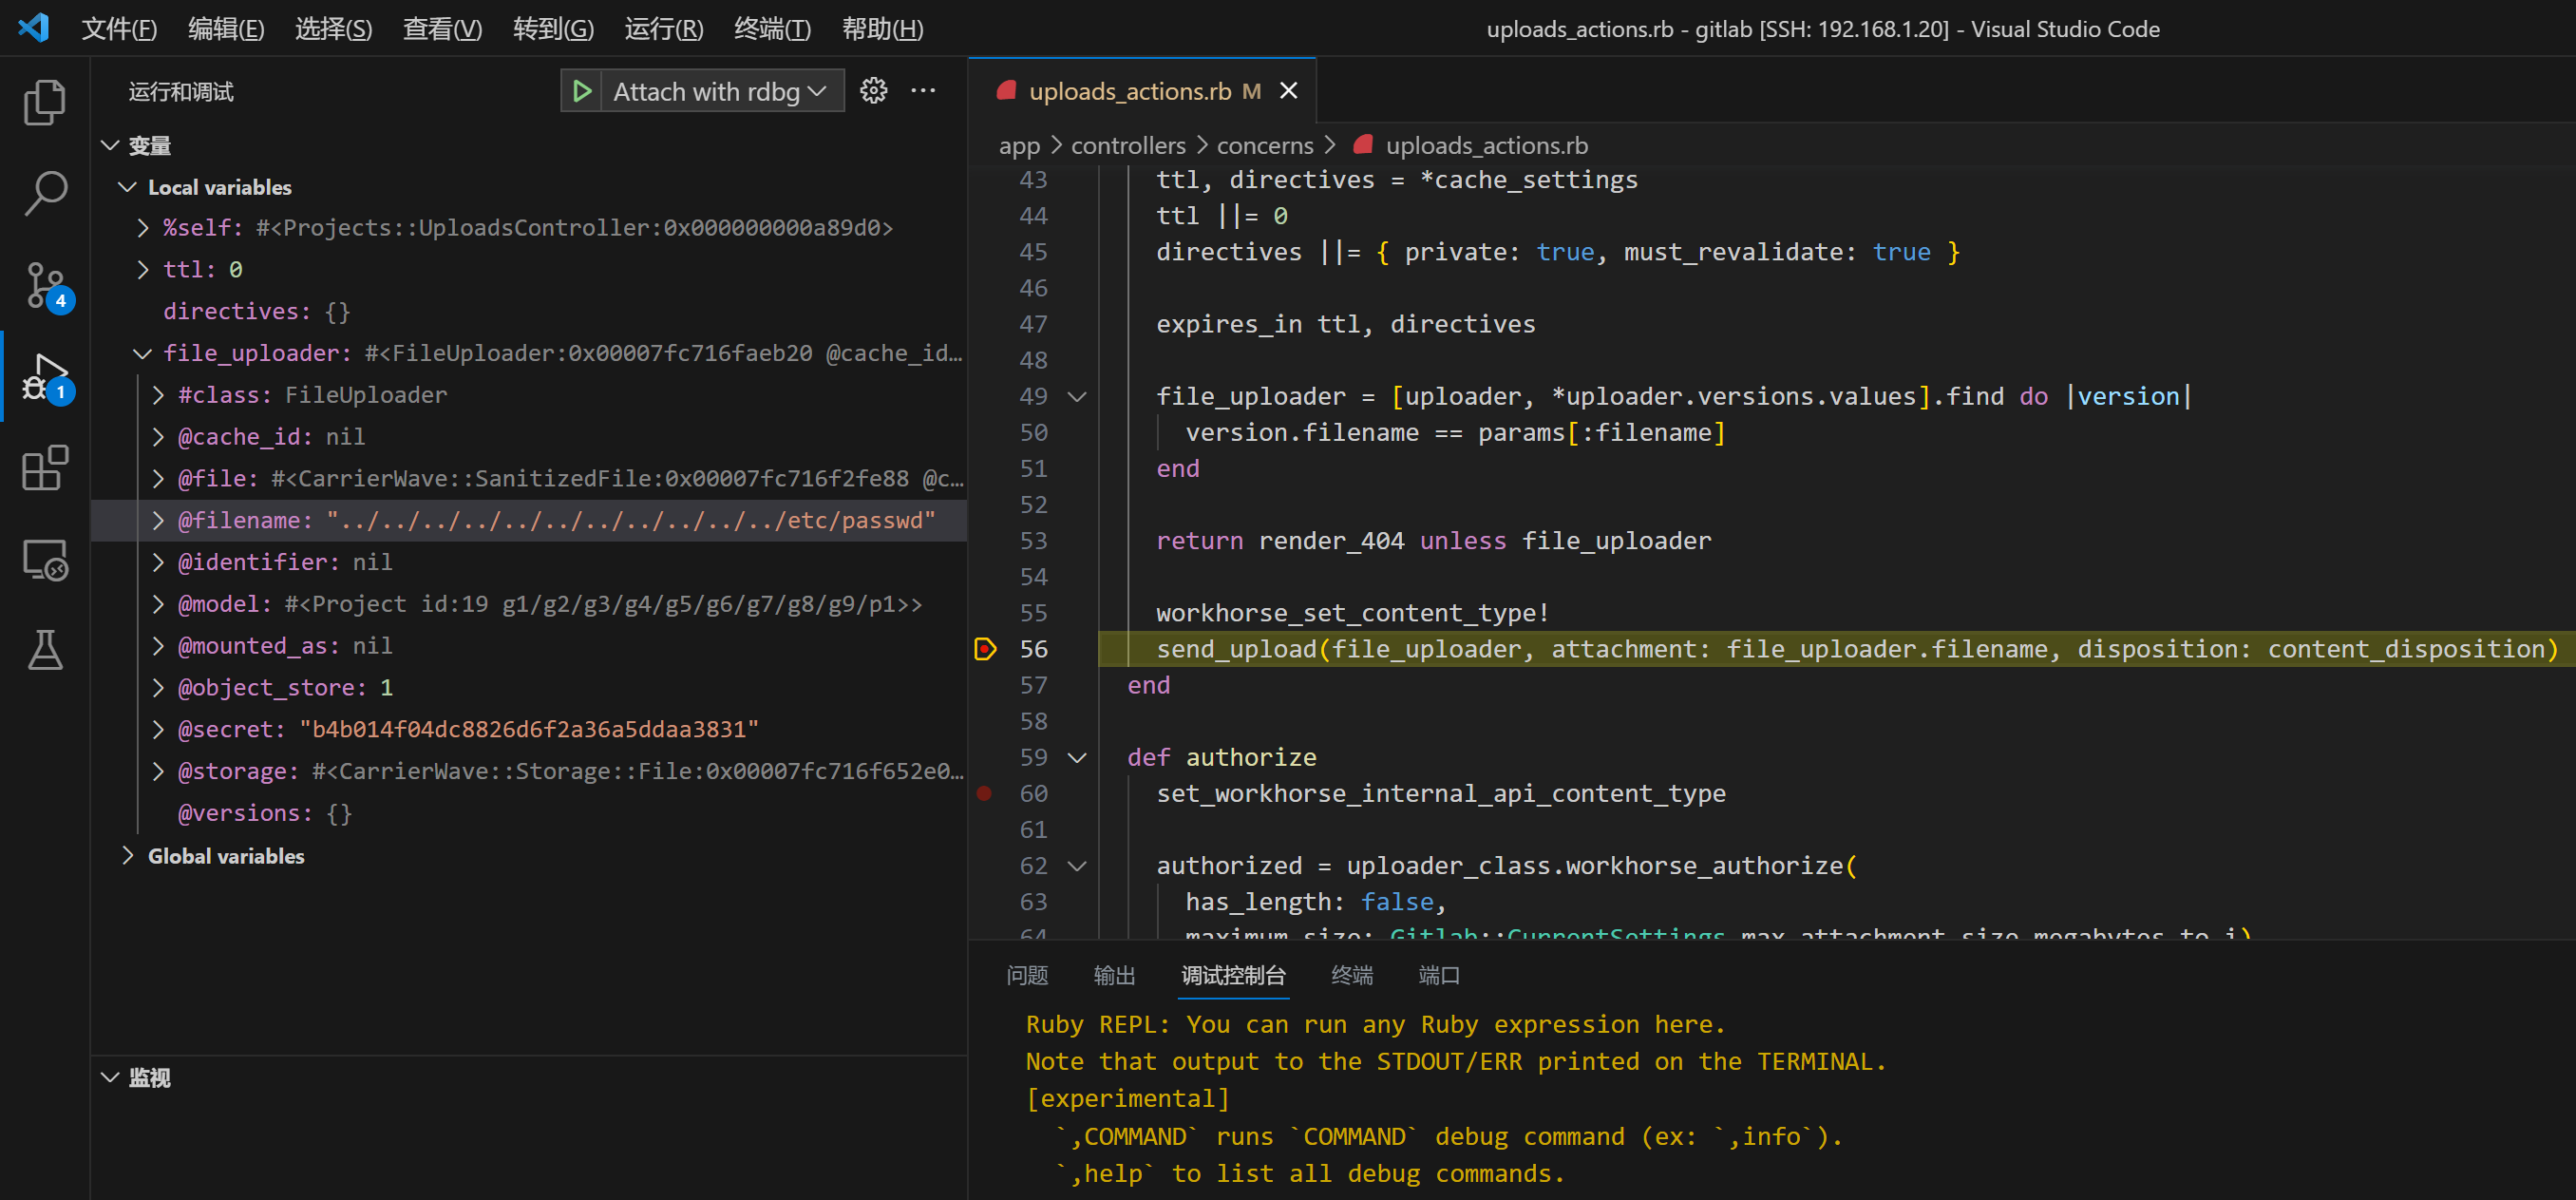 文件(F) 编辑(E) 选择(S) 查看(V) 转到(G) 运行(R) 终端(T) 帮助(H)
uploads_actions.rb - gitlab [SSH: 192.168.1.20] - Visual Studio Code
4
1
运行和调试
Attach with rdbg
变量
Local variables
%self: #<Projects::UploadsController:0x000000000a89d0>
ttl: 0
directives: {}
file_uploader: #<FileUploader:0x00007fc716faeb20 @cache_id…
#class: FileUploader
@cache_id: nil
@file: #<CarrierWave::SanitizedFile:0x00007fc716f2fe88 @c…
@filename: "../../../../../../../../../../../etc/passwd"
@identifier: nil
@model: #<Project id:19 g1/g2/g3/g4/g5/g6/g7/g8/g9/p1>>
@mounted_as: nil
@object_store: 1
@secret: "b4b014f04dc8826d6f2a36a5ddaa3831"
@storage: #<CarrierWave::Storage::File:0x00007fc716f652e0…
@versions: {}
Global variables
监视
uploads_actions.rb M
app > controllers > concerns > uploads_actions.rb
43 ttl, directives = *cache_settings
44 ttl ||= 0
45 directives ||= { private: true, must_revalidate: true }
46
47 expires_in ttl, directives
48
49 file_uploader = [uploader, *uploader.versions.values].find do |version|
50 version.filename == params[:filename]
51 end
52
53 return render_404 unless file_uploader
54
55 workhorse_set_content_type!
56 send_upload(file_uploader, attachment: file_uploader.filename, disposition: content_disposition)
57 end
58
59 def authorize
60 set_workhorse_internal_api_content_type
61
62 authorized = uploader_class.workhorse_authorize(
63 has_length: false,
64 maximum_size: Gitlab::CurrentSettings.max_attachment_size.megabytes.to_i)
问题 输出 调试控制台 终端 端口
Ruby REPL: You can run any Ruby expression here.
Note that output to the STDOUT/ERR printed on the TERMINAL.
[experimental]
`,COMMAND` runs `COMMAND` debug command (ex: `,info`).
`,help` to list all debug commands.